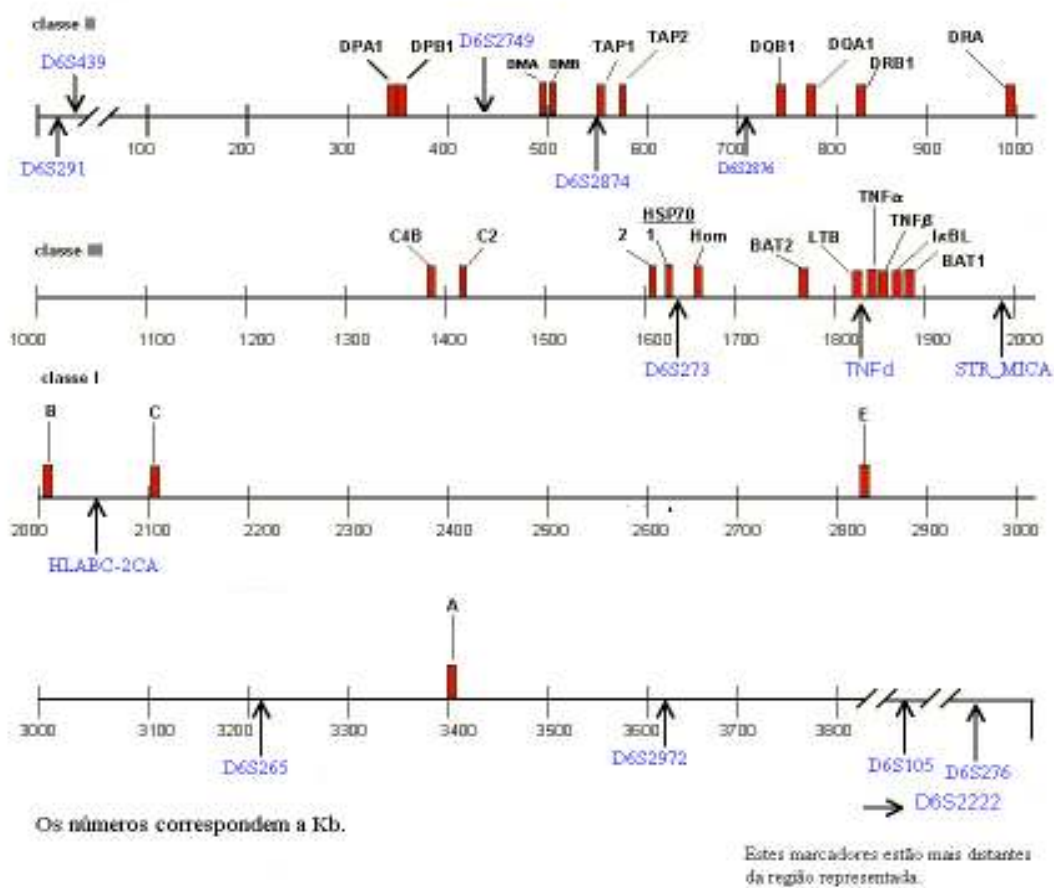 classe II
D6S439
DPA1 DPB1 D6S2749 DMA DMB TAP1 TAP2 DQB1 DQA1 DRB1 DRA
100 200 300 400 500 600 700 800 900 1000
D6S291 D6S2874 D6S2876
classe III
C4B C2 2 1 HSP70 Hom BAT2 LTB TNFα TNFβ IκBL BAT1
1000 1100 1200 1300 1400 1500 1600 1700 1800 1900 2000
D6S273 TNFd STR_MICA
classe I
B C E
2000 2100 2200 2300 2400 2500 2600 2700 2800 2900 3000
HLABC-2CA
A
3000 3100 3200 3300 3400 3500 3600 3700 3800
D6S265 D6S2972 D6S105 D6S276
D6S2222
Os números correspondem a Kb.
Estes marcadores estão mais distantes
da região representada.